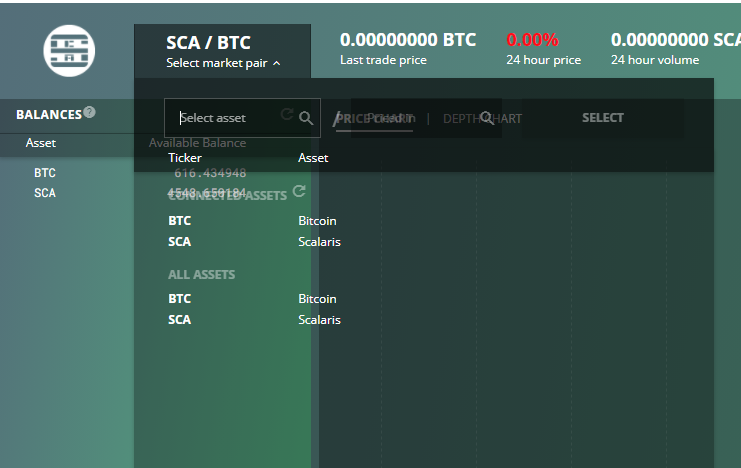 SCA / BTC
Select market pair
0.00000000 BTC
Last trade price
0.00%
24 hour price
0.00000000 SCA
24 hour volume
BALANCES
Select asset
/
PRICE CHART
Priced in
|
DEPTH CHART
SELECT
Asset
Available Balance
Ticker
Asset
BTC
616.434948
SCA
CONNECTED ASSETS
BTC
Bitcoin
SCA
Scalaris
ALL ASSETS
BTC
Bitcoin
SCA
Scalaris